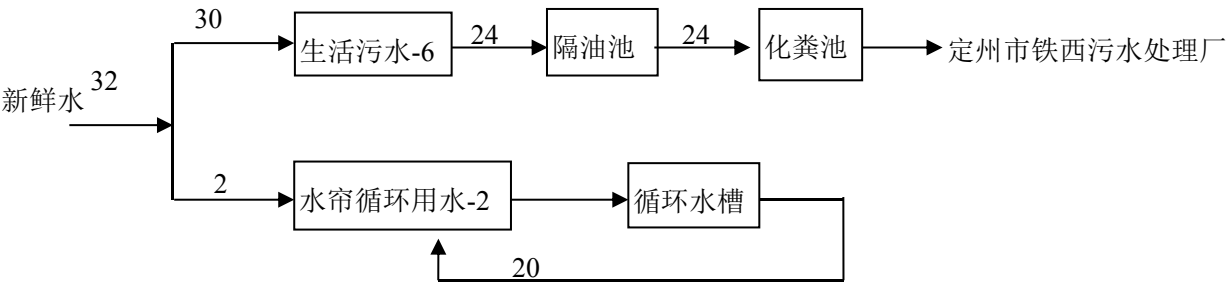 30
生活污水-6
24
隔油池
24
化粪池
定州市铁西污水处理厂
新鲜水
32
2
水帘循环用水-2
循环水槽
20